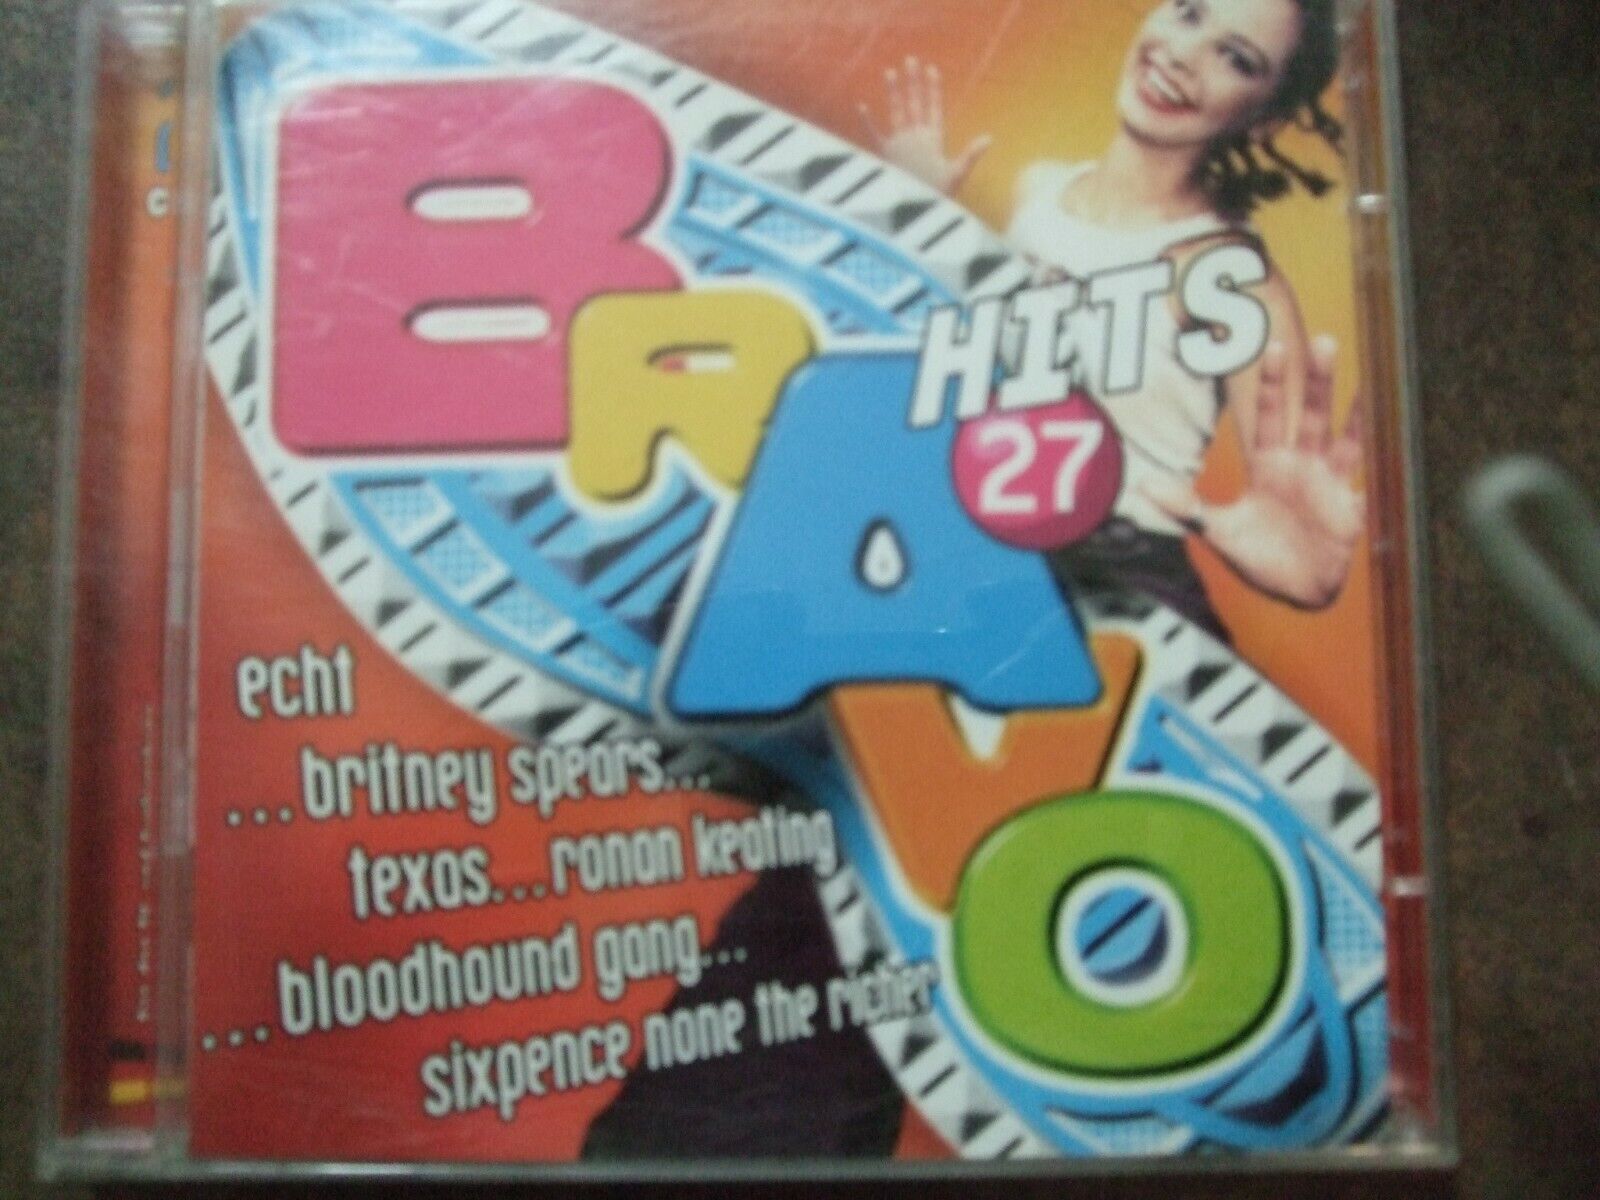 BRAVO
HITS
27
echt
...britney spears...
texas...ronan keating
...bloodhound gang...
sixpence none the richer